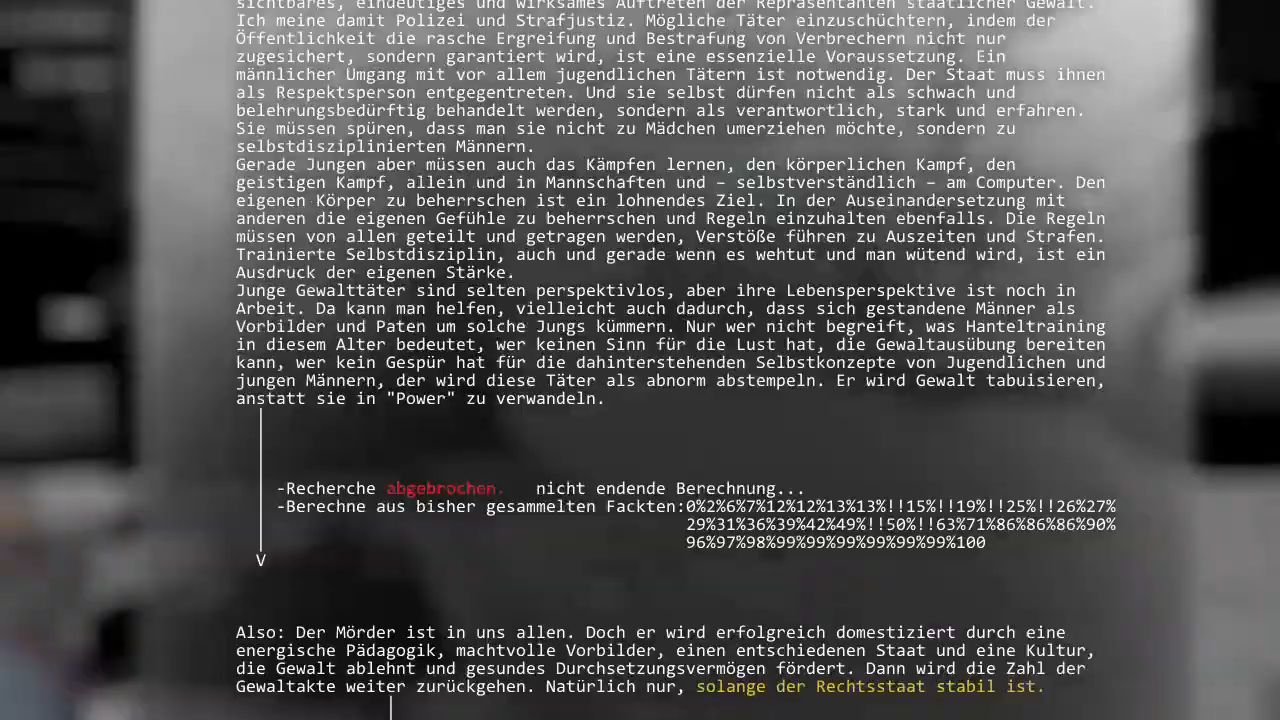 sichtbares, eindeutiges und wirksames Auftreten der Repräsentanten staatlicher Gewalt.
Ich meine damit Polizei und Strafjustiz. Mögliche Täter einzuschüchtern, indem der
Öffentlichkeit die rasche Ergreifung und Bestrafung von Verbrechern nicht nur
zugesichert, sondern garantiert wird, ist eine essenzielle Voraussetzung. Ein
männlicher Umgang mit vor allem jugendlichen Tätern ist notwendig. Der Staat muss ihnen
als Respektsperson entgegentreten. Und sie selbst dürfen nicht als schwach und
belehrungsbedürftig behandelt werden, sondern als verantwortlich, stark und erfahren.
Sie müssen spüren, dass man sie nicht zu Mädchen umerziehen möchte, sondern zu
selbstdisziplinierten Männern.
Gerade Jungen aber müssen auch das Kämpfen lernen, den körperlichen Kampf, den
geistigen Kampf, allein und in Mannschaften und – selbstverständlich – am Computer. Den
eigenen Körper zu beherrschen ist ein lohnendes Ziel. In der Auseinandersetzung mit
anderen die eigenen Gefühle zu beherrschen und Regeln einzuhalten ebenfalls. Die Regeln
müssen von allen geteilt und getragen werden, Verstöße führen zu Auszeiten und Strafen.
Trainierte Selbstdisziplin, auch und gerade wenn es wehtut und man wütend wird, ist ein
Ausdruck der eigenen Stärke.
Junge Gewalttäter sind selten perspektivlos, aber ihre Lebensperspektive ist noch in
Arbeit. Da kann man helfen, vielleicht auch dadurch, dass sich gestandene Männer als
Vorbilder und Paten um solche Jungs kümmern. Nur wer nicht begreift, was Hanteltraining
in diesem Alter bedeutet, wer keinen Sinn für die Lust hat, die Gewaltausübung bereiten
kann, wer kein Gespür hat für die dahinterstehenden Selbstkonzepte von Jugendlichen und
jungen Männern, der wird diese Täter als abnorm abstempeln. Er wird Gewalt tabuisieren,
anstatt sie in "Power" zu verwandeln.
-Recherche abgebrochen. nicht endende Berechnung...
-Berechne aus bisher gesammelten Fackten:0%2%6%7%12%12%13%13%!!15%!!19%!!25%!!26%27%
29%31%36%39%42%49%!!50%!!63%71%86%86%86%90%
96%97%98%99%99%99%99%99%99%100
V
Also: Der Mörder ist in uns allen. Doch er wird erfolgreich domestiziert durch eine
energische Pädagogik, machtvolle Vorbilder, einen entschiedenen Staat und eine Kultur,
die Gewalt ablehnt und gesundes Durchsetzungsvermögen fördert. Dann wird die Zahl der
Gewaltakte weiter zurückgehen. Natürlich nur, solange der Rechtsstaat stabil ist.